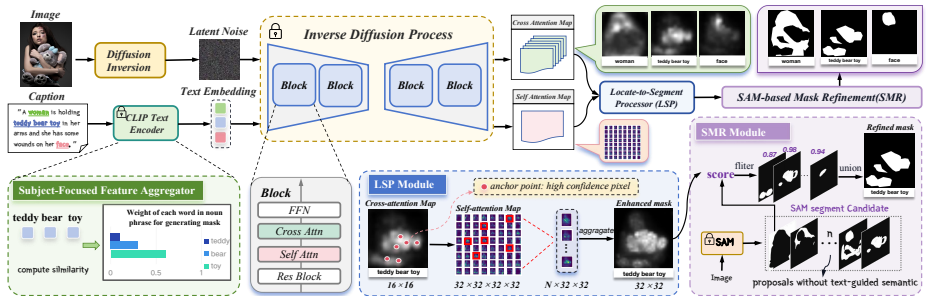 Image
Diffusion
Inversion
Latent Noise
Caption
"A woman is holding
teddy bear toy in her
arms and she has some
wounds on her face."
CLIP Text
Encoder
Text Embedding
Inverse Diffusion Process
Block
Block
Block
Block
Cross Attention Map
Self Attention Map
woman
teddy bear toy
face
Locate-to-Segment
Processor (LSP)
woman
teddy bear toy
face
SAM-based Mask Refinement(SMR)
Subject-Focused Feature Aggregator
teddy bear toy
compute silmilarity
Weight of each word in noun
phrase for generating mask
teddy
bear
toy
0
0.5
1
Block
FFN
Cross Attn
Self Attn
Res Block
LSP Module
anchor point: high confidence pixel
Cross-attention Map
teddy bear toy
16×16
Self-attention Map
32×32×32×32
N×32×32
aggregate
Enhanced mask
teddy bear toy
32×32
SMR Module
score
fliter
0.87
0.98
0.94
union
Refined mask
teddy bear toy
SAM segment Candidate
SAM
Image
n
proposals without text-guided semantic